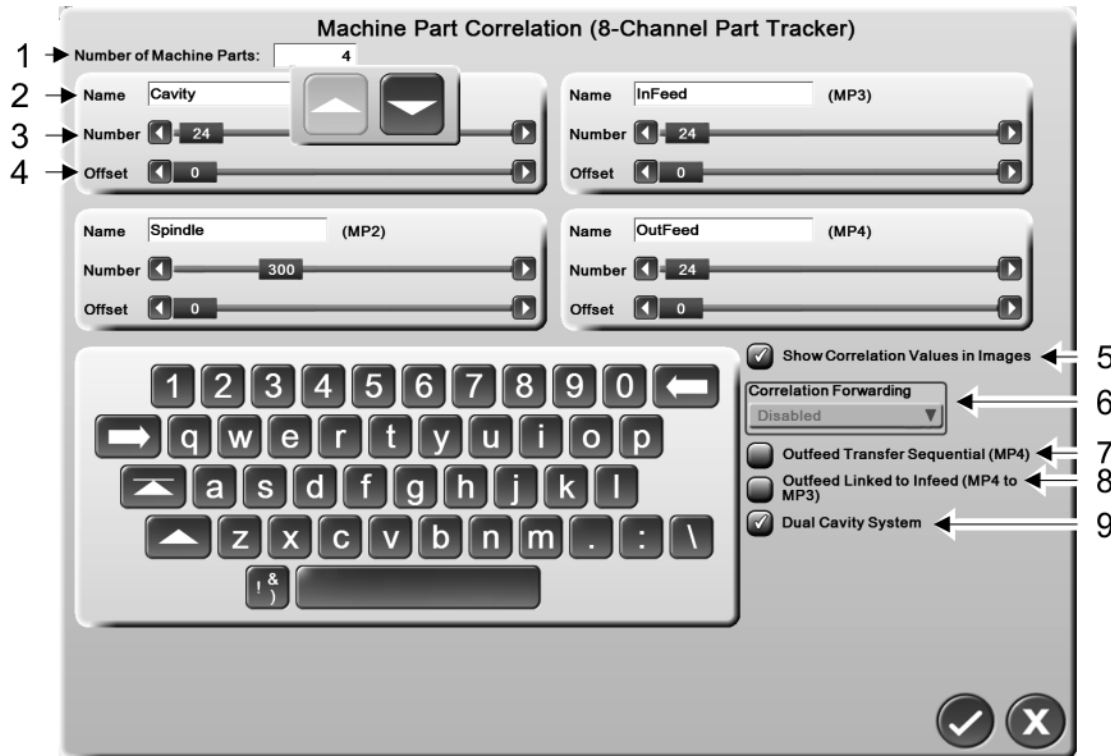 Machine Part Correlation (8-Channel Part Tracker)
1 Number of Machine Parts: 4
2 Name Cavity
3 Number 24
4 Offset 0
Name InFeed (MP3)
Number 24
Offset 0
Name Spindle (MP2)
Number 300
Offset 0
Name OutFeed (MP4)
Number 24
Offset 0
1 2 3 4 5 6 7 8 9 0
q w e r t y u i o p
a s d f g h j k l
z x c v b n m . : \
! & )
Show Correlation Values in Images 5
Correlation Forwarding
Disabled 6
Outfeed Transfer Sequential (MP4) 7
Outfeed Linked to Infeed (MP4 to 8
MP3)
Dual Cavity System 9